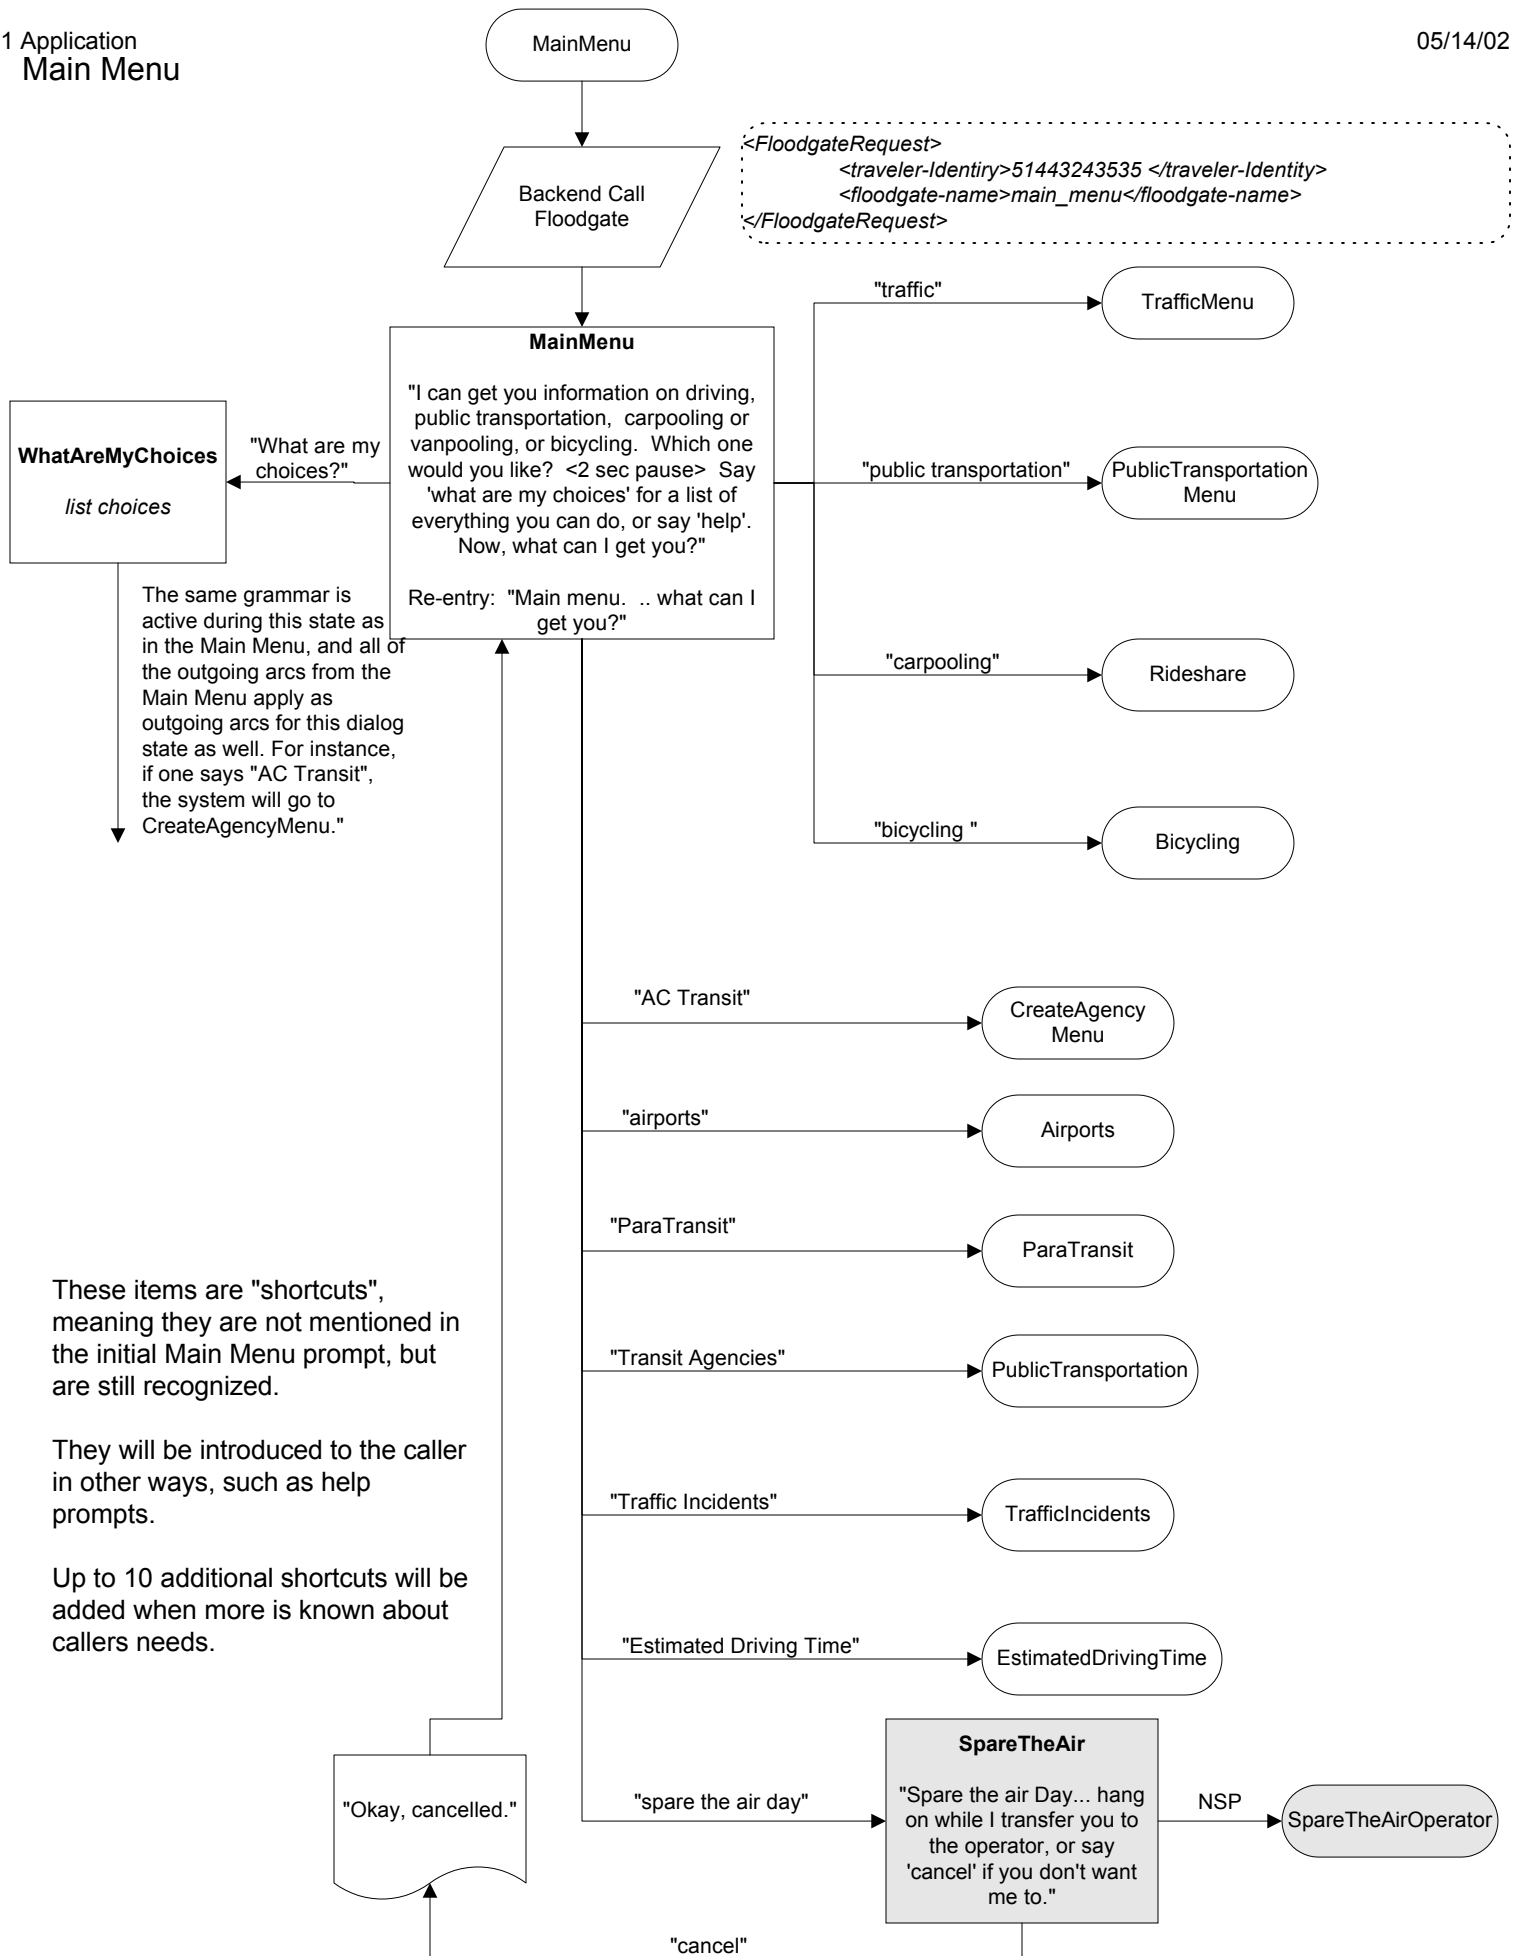 1 Application
Main Menu
05/14/02
MainMenu
Backend Call
Floodgate
<FloodgateRequest>
<traveler-Identiry>51443243535 </traveler-Identity>
<floodgate-name>main_menu</floodgate-name>
</FloodgateRequest>
MainMenu
"I can get you information on driving,
public transportation,  carpooling or
vanpooling, or bicycling.  Which one
would you like?  <2 sec pause>  Say
'what are my choices' for a list of
everything you can do, or say 'help'.
Now, what can I get you?"
Re-entry:  "Main menu.  .. what can I
get you?"
"What are my
choices?"
WhatAreMyChoices
list choices
The same grammar is
active during this state as
in the Main Menu, and all of
the outgoing arcs from the
Main Menu apply as
outgoing arcs for this dialog
state as well. For instance,
if one says "AC Transit",
the system will go to
CreateAgencyMenu."
"traffic"
TrafficMenu
"public transportation"
PublicTransportation
Menu
"carpooling"
Rideshare
"bicycling "
Bicycling
"AC Transit"
CreateAgency
Menu
"airports"
Airports
"ParaTransit"
ParaTransit
"Transit Agencies"
PublicTransportation
"Traffic Incidents"
TrafficIncidents
"Estimated Driving Time"
EstimatedDrivingTime
These items are "shortcuts",
meaning they are not mentioned in
the initial Main Menu prompt, but
are still recognized.
They will be introduced to the caller
in other ways, such as help
prompts.
Up to 10 additional shortcuts will be
added when more is known about
callers needs.
"Okay, cancelled."
"spare the air day"
SpareTheAir
"Spare the air Day... hang
on while I transfer you to
the operator, or say
'cancel' if you don't want
me to."
NSP
SpareTheAirOperator
"cancel"